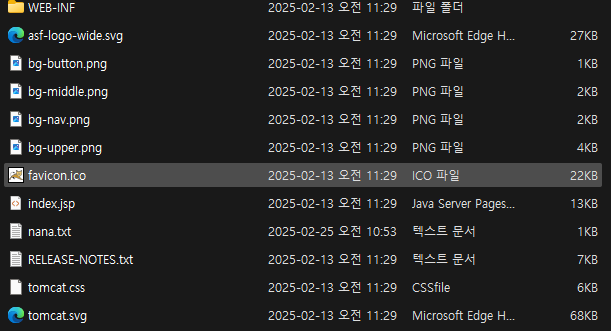 WEB-INF 2025-02-13 오전 11:29 파일 폴더
asf-logo-wide.svg 2025-02-13 오전 11:29 Microsoft Edge H... 27KB
bg-button.png 2025-02-13 오전 11:29 PNG 파일 1KB
bg-middle.png 2025-02-13 오전 11:29 PNG 파일 2KB
bg-nav.png 2025-02-13 오전 11:29 PNG 파일 2KB
bg-upper.png 2025-02-13 오전 11:29 PNG 파일 4KB
favicon.ico 2025-02-13 오전 11:29 ICO 파일 22KB
index.jsp 2025-02-13 오전 11:29 Java Server Pages... 13KB
nana.txt 2025-02-25 오전 10:53 텍스트 문서 1KB
RELEASE-NOTES.txt 2025-02-13 오전 11:29 텍스트 문서 7KB
tomcat.css 2025-02-13 오전 11:29 CSSfile 6KB
tomcat.svg 2025-02-13 오전 11:29 Microsoft Edge H... 68KB